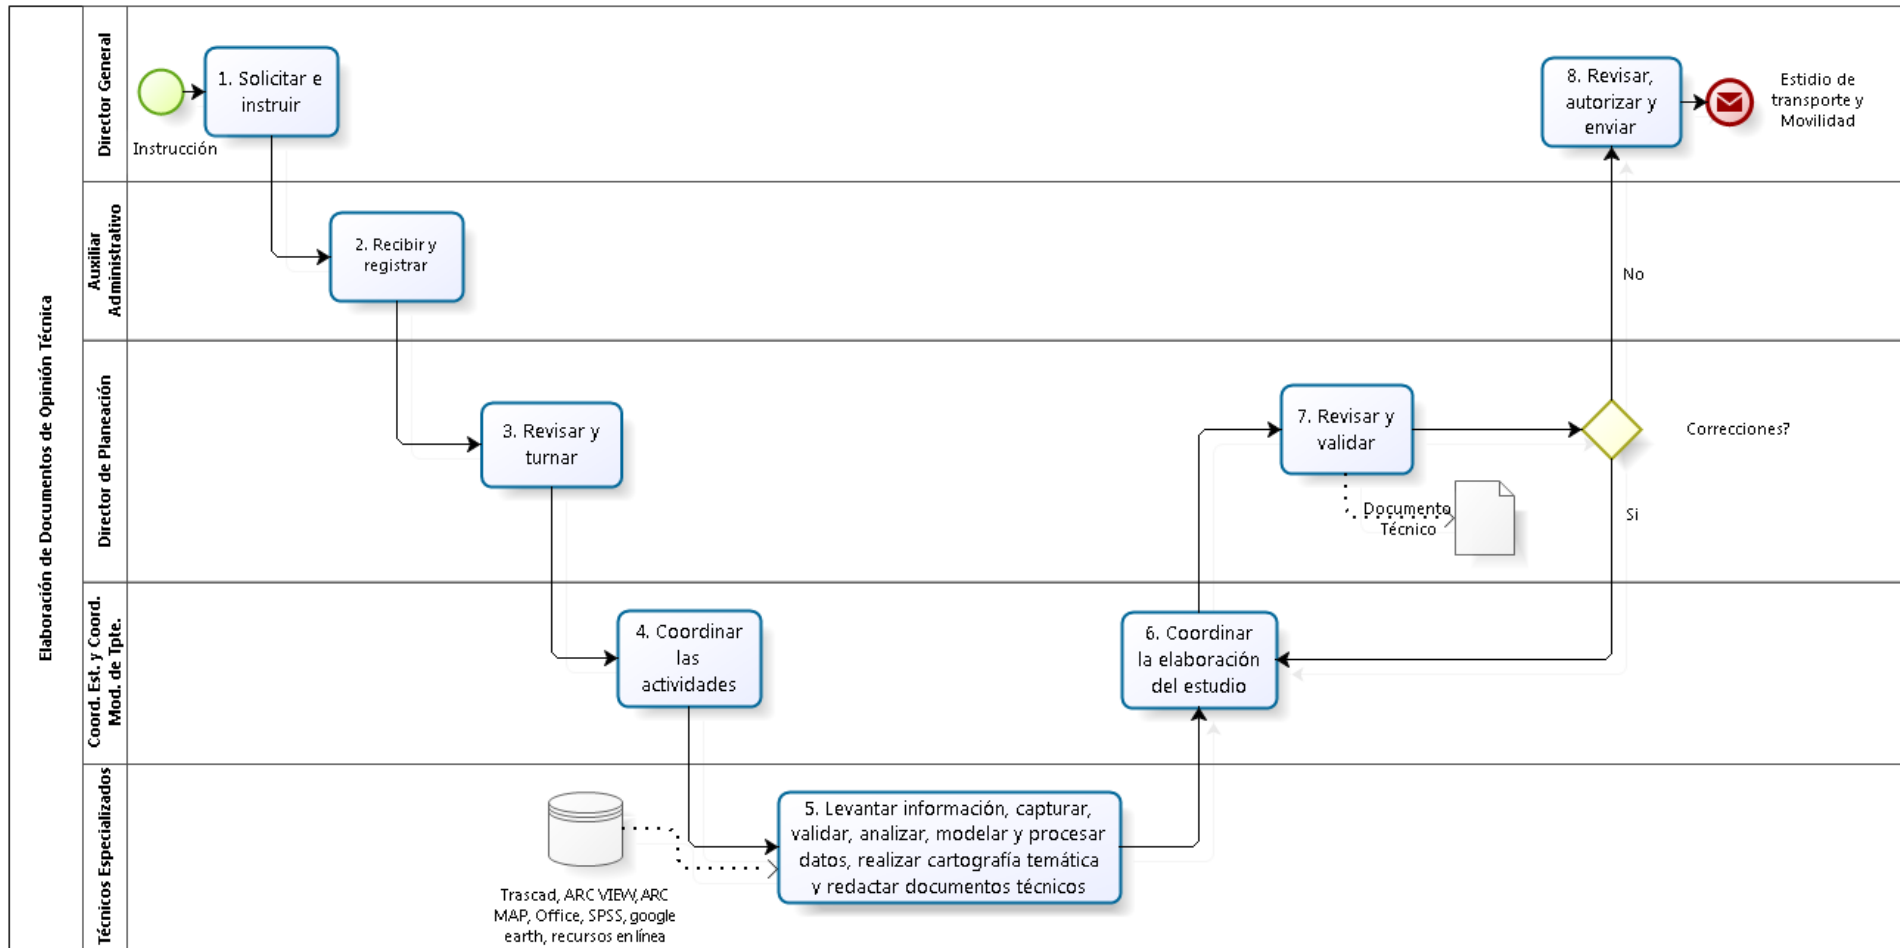 Elaboración de Documentos de Opinión Técnica
Director General
Instrucción
1. Solicitar e
instruir
8. Revisar,
autorizar y
enviar
Estidio de
transporte y
Movilidad
Auxiliar
Administrativo
2. Recibir y
registrar
No
Director de Planeación
3. Revisar y
turnar
7. Revisar y
validar
Documento
Técnico
Correcciones?
Si
Coord. Est. y Coord.
Mod. de Tpte.
4. Coordinar
las
actividades
6. Coordinar
la elaboración
del estudio
Técnicos Especializados
Trascad, ARC VIEW, ARC
MAP, Office, SPSS, google
earth, recursos en línea
5. Levantar información, capturar,
validar, analizar, modelar y procesar
datos, realizar cartografía temática
y redactar documentos técnicos